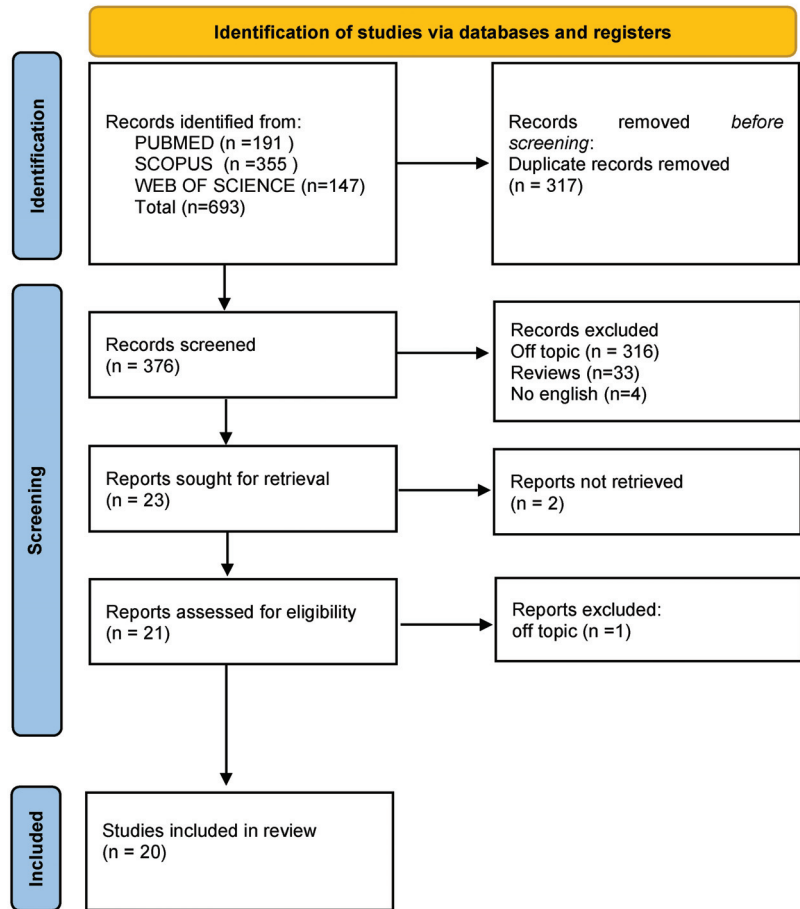 Identification of studies via databases and registers
Identification
Records identified from:
PUBMED (n =191 )
SCOPUS (n =355 )
WEB OF SCIENCE (n=147)
Total (n=693)
Records removed before
screening:
Duplicate records removed
(n = 317)
Screening
Records screened
(n = 376)
Records excluded
Off topic (n = 316)
Reviews (n=33)
No english (n=4)
Reports sought for retrieval
(n = 23)
Reports not retrieved
(n = 2)
Reports assessed for eligibility
(n = 21)
Reports excluded:
off topic (n =1)
Included
Studies included in review
(n = 20)